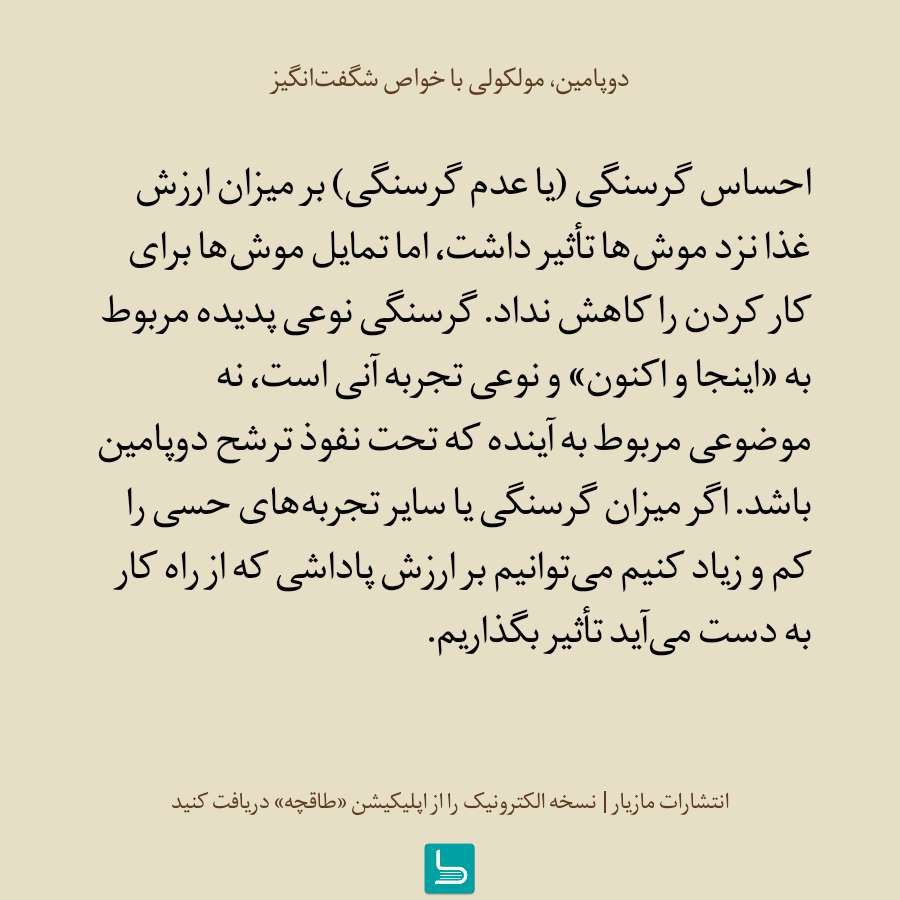 دوپامین، مولکولی با خواص شگفت‌انگیز
احساس گرسنگی (یا عدم گرسنگی) بر میزان ارزش
غذا نزد موش‌ها تأثیر داشت، اما تمایل موش‌ها برای
کار کردن را کاهش نداد. گرسنگی نوعی پدیده مربوط
به «اینجا و اکنون» و نوعی تجربه آنی است، نه
موضوعی مربوط به آینده که تحت نفوذ ترشح دوپامین
باشد. اگر میزان گرسنگی یا سایر تجربه‌های حسی را
کم و زیاد کنیم می‌توانیم بر ارزش پاداشی که از راه کار
به دست می‌آید تأثیر بگذاریم.
انتشارات مازیار | نسخه الکترونیک را از اپلیکیشن «طاقچه» دریافت کنید